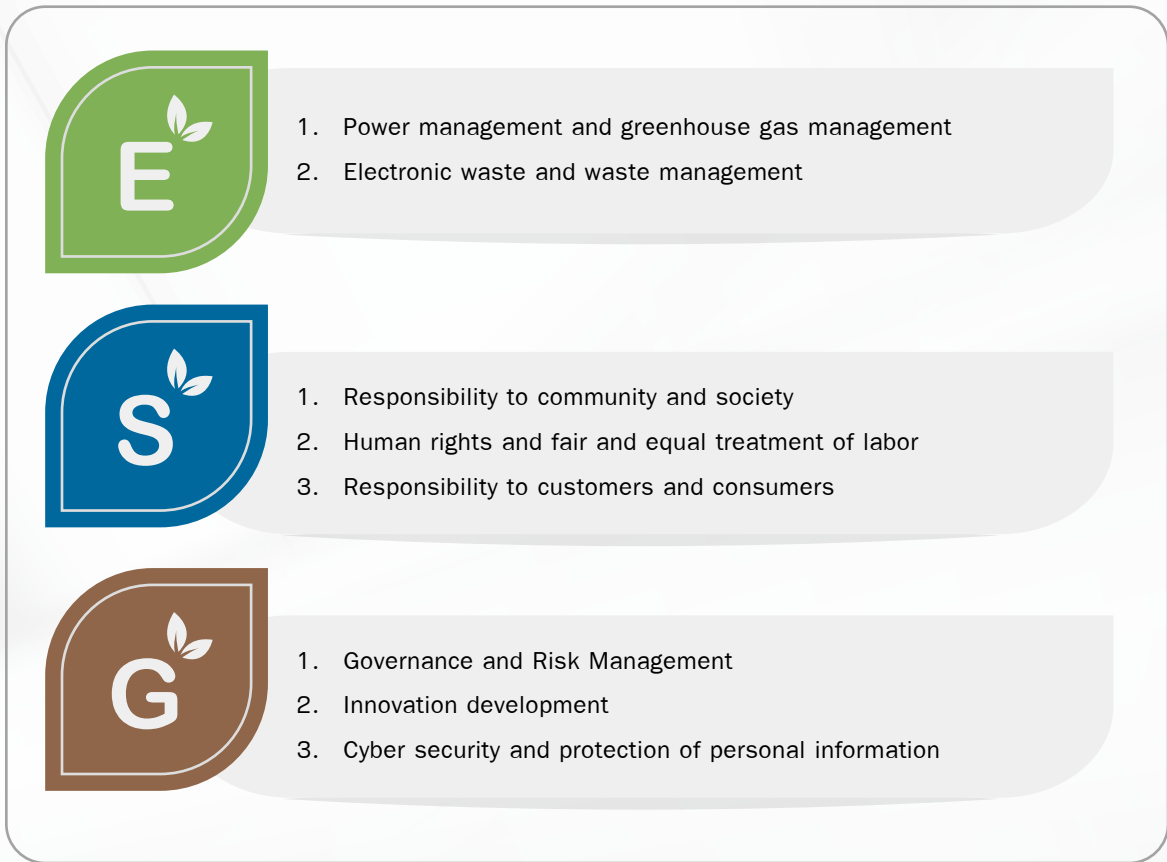 E
1. Power management and greenhouse gas management
2. Electronic waste and waste management
S
1. Responsibility to community and society
2. Human rights and fair and equal treatment of labor
3. Responsibility to customers and consumers
G
1. Governance and Risk Management
2. Innovation development
3. Cyber security and protection of personal information